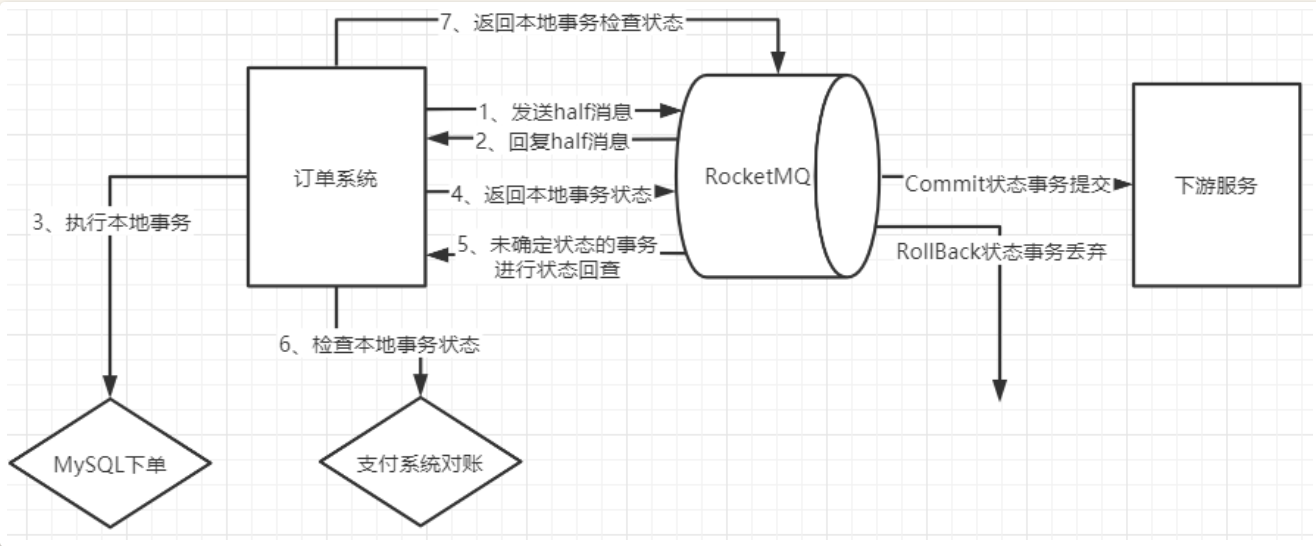 7、返回本地事务检查状态
1、发送half消息
2、回复half消息
订单系统
RocketMQ
4、返回本地事务状态
Commit状态事务提交
下游服务
3、执行本地事务
5、未确定状态的事务
进行状态回查
RollBack状态事务丢弃
6、检查本地事务状态
MySQL下单
支付系统对账